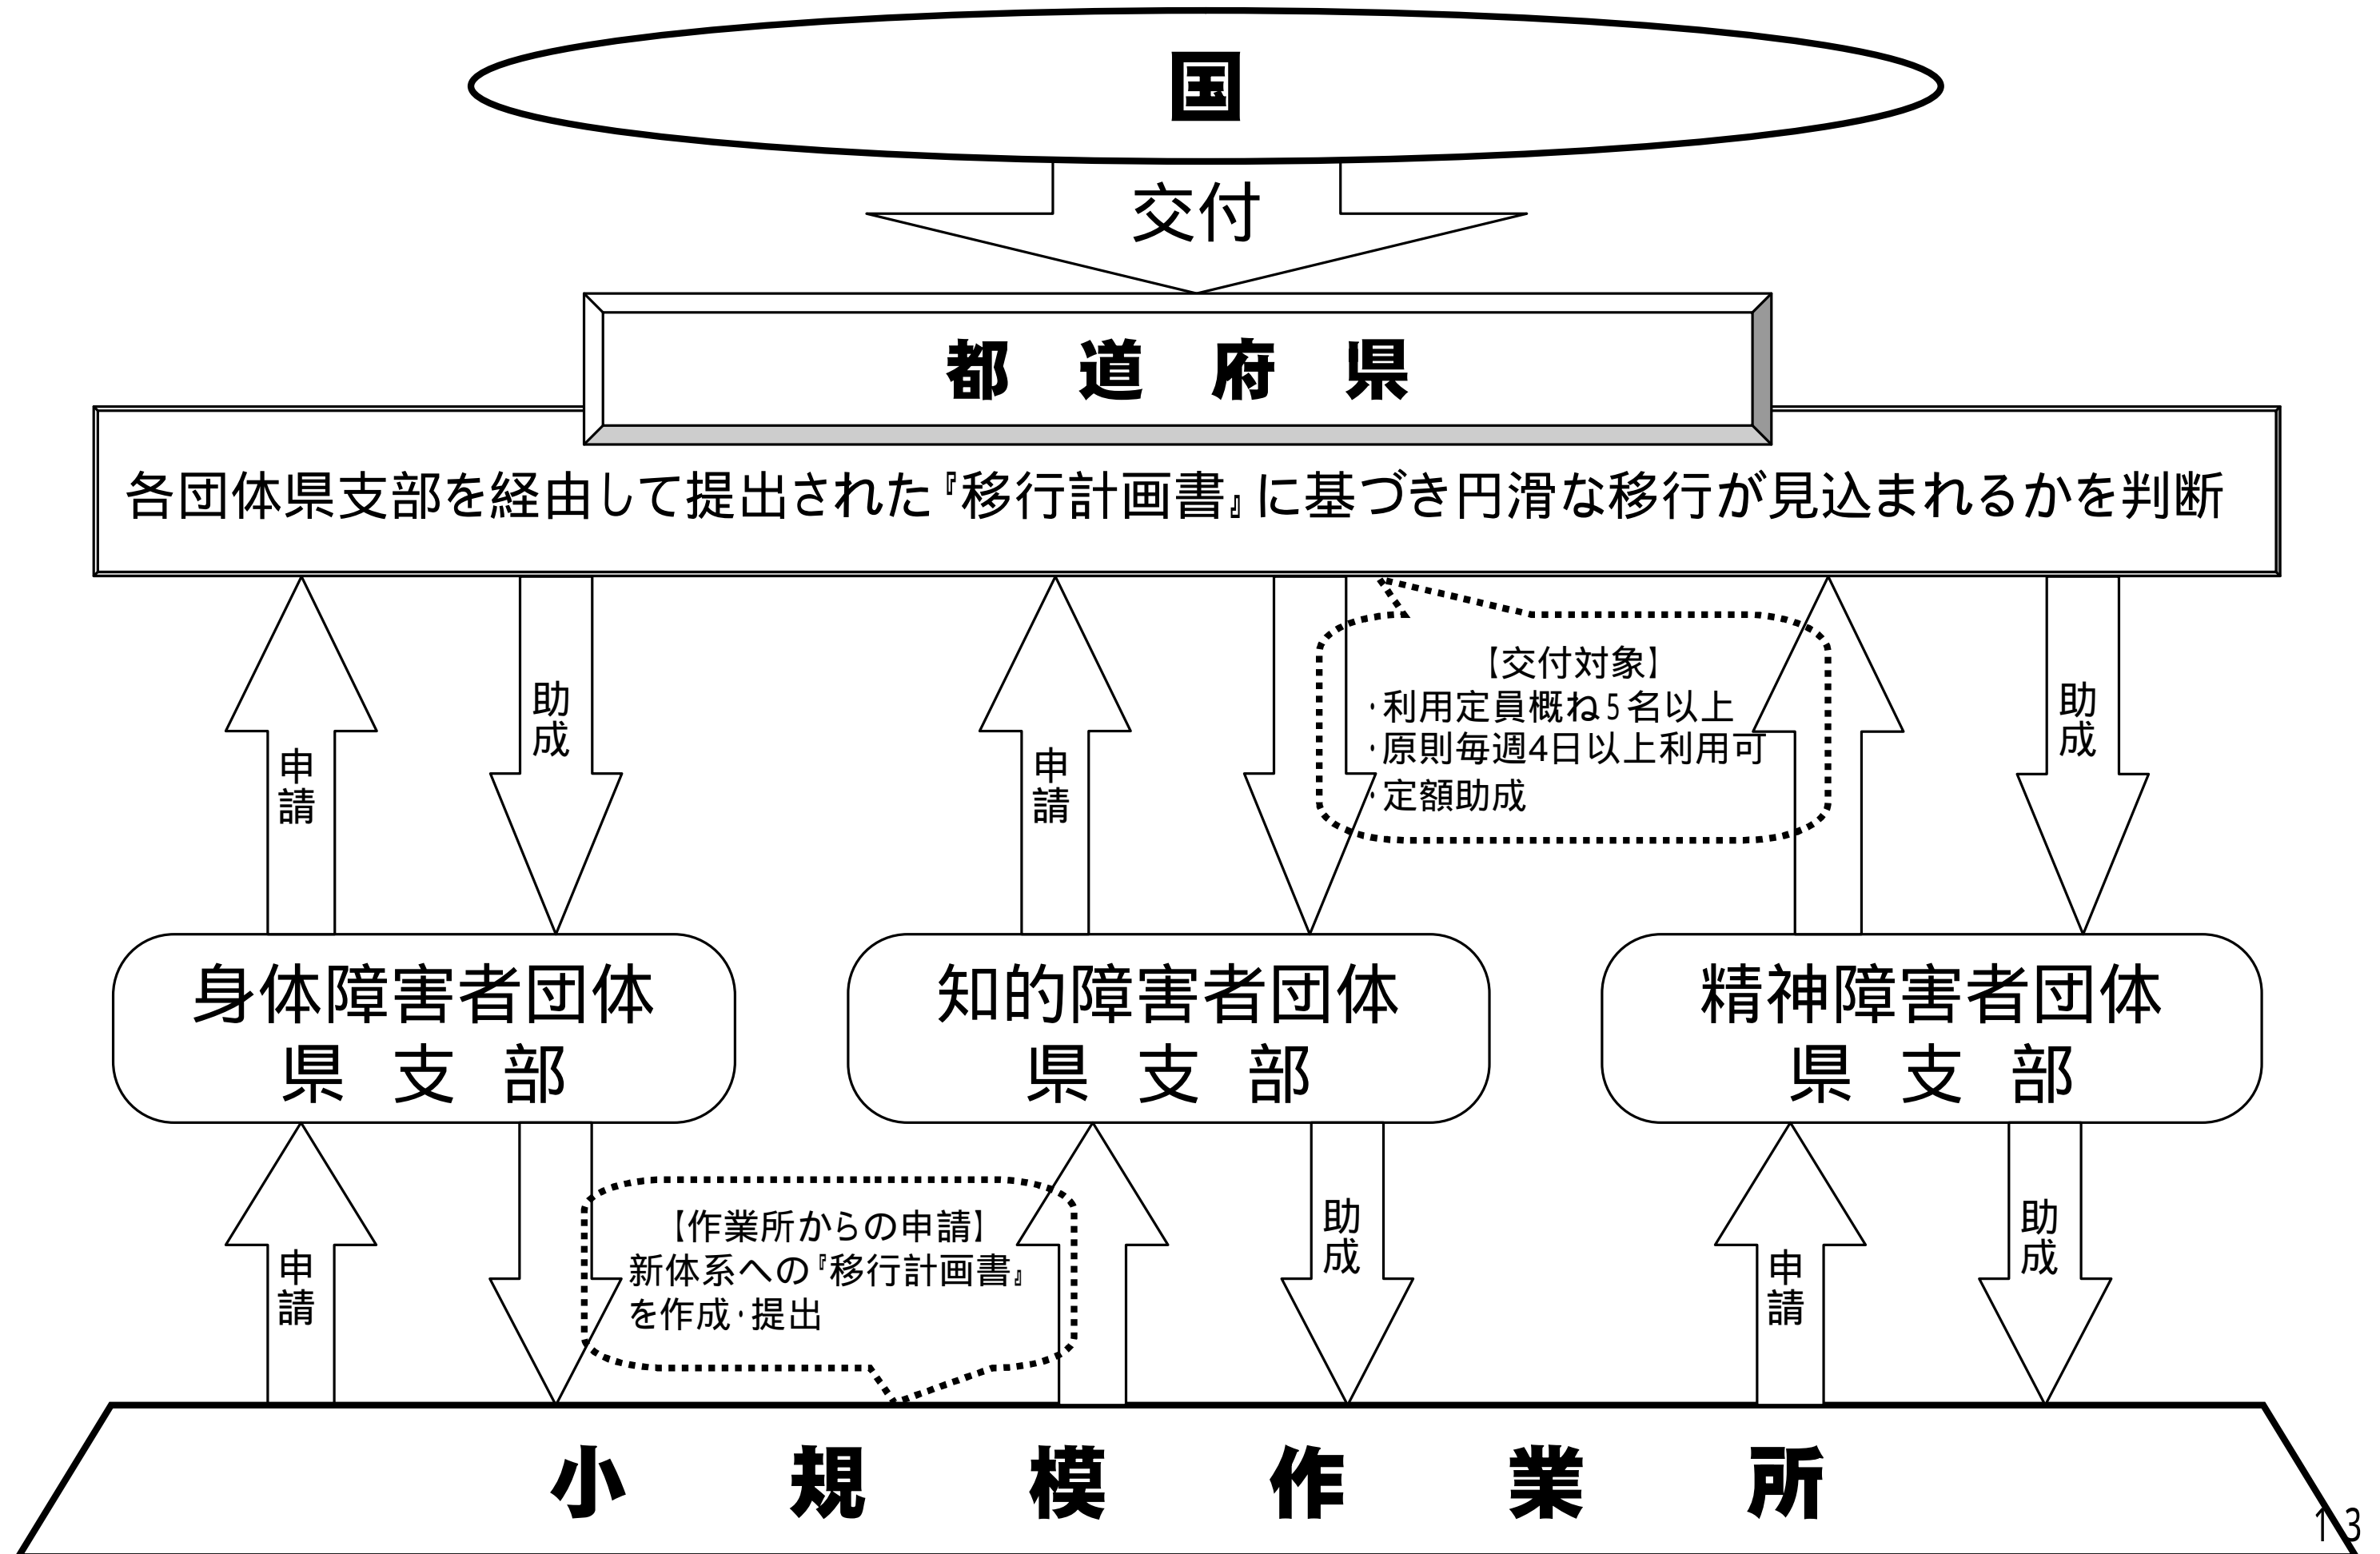 国
交付
都道府県
各団体県支部を経由して提出された『移行計画書』に基づき円滑な移行が見込まれるかを判断
申請
助成
申請
【交付対象】
・利用定員概ね5名以上
・原則毎週4日以上利用可
・定額助成
助成
身体障害者団体
県支部
知的障害者団体
県支部
精神障害者団体
県支部
申請
【作業所からの申請】
新体系への『移行計画書』
を作成・提出
助成
申請
助成
小規模作業所
13